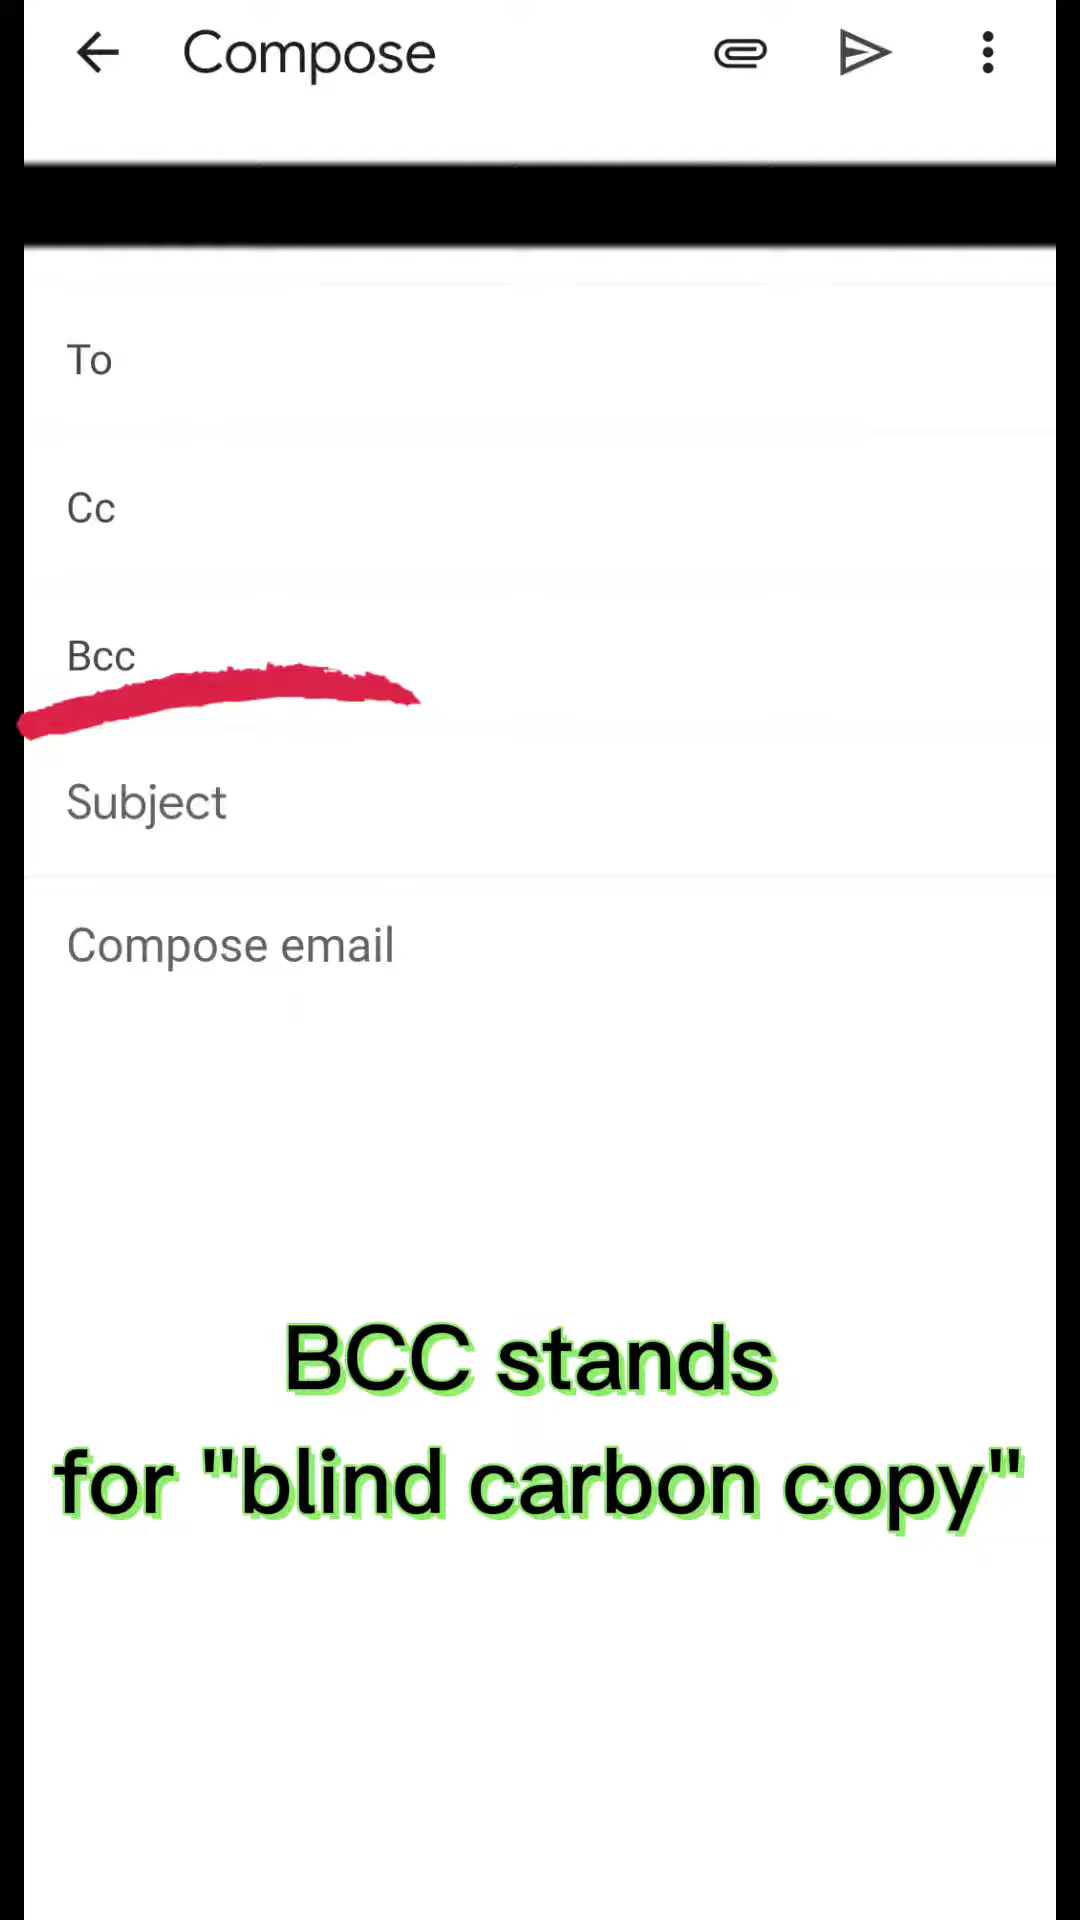 Compose
To
Cc
Bcc
Subject
Compose email
BCC stands
for "blind carbon copy"